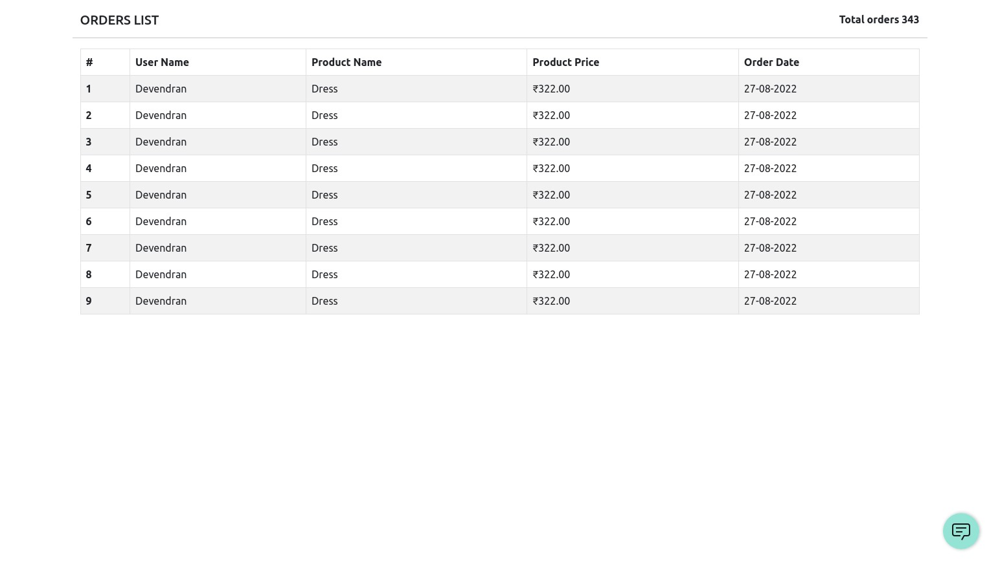 ORDERS LIST Total orders 343
# User Name Product Name Product Price Order Date
1 Devendran Dress ₹322.00 27-08-2022
2 Devendran Dress ₹322.00 27-08-2022
3 Devendran Dress ₹322.00 27-08-2022
4 Devendran Dress ₹322.00 27-08-2022
5 Devendran Dress ₹322.00 27-08-2022
6 Devendran Dress ₹322.00 27-08-2022
7 Devendran Dress ₹322.00 27-08-2022
8 Devendran Dress ₹322.00 27-08-2022
9 Devendran Dress ₹322.00 27-08-2022